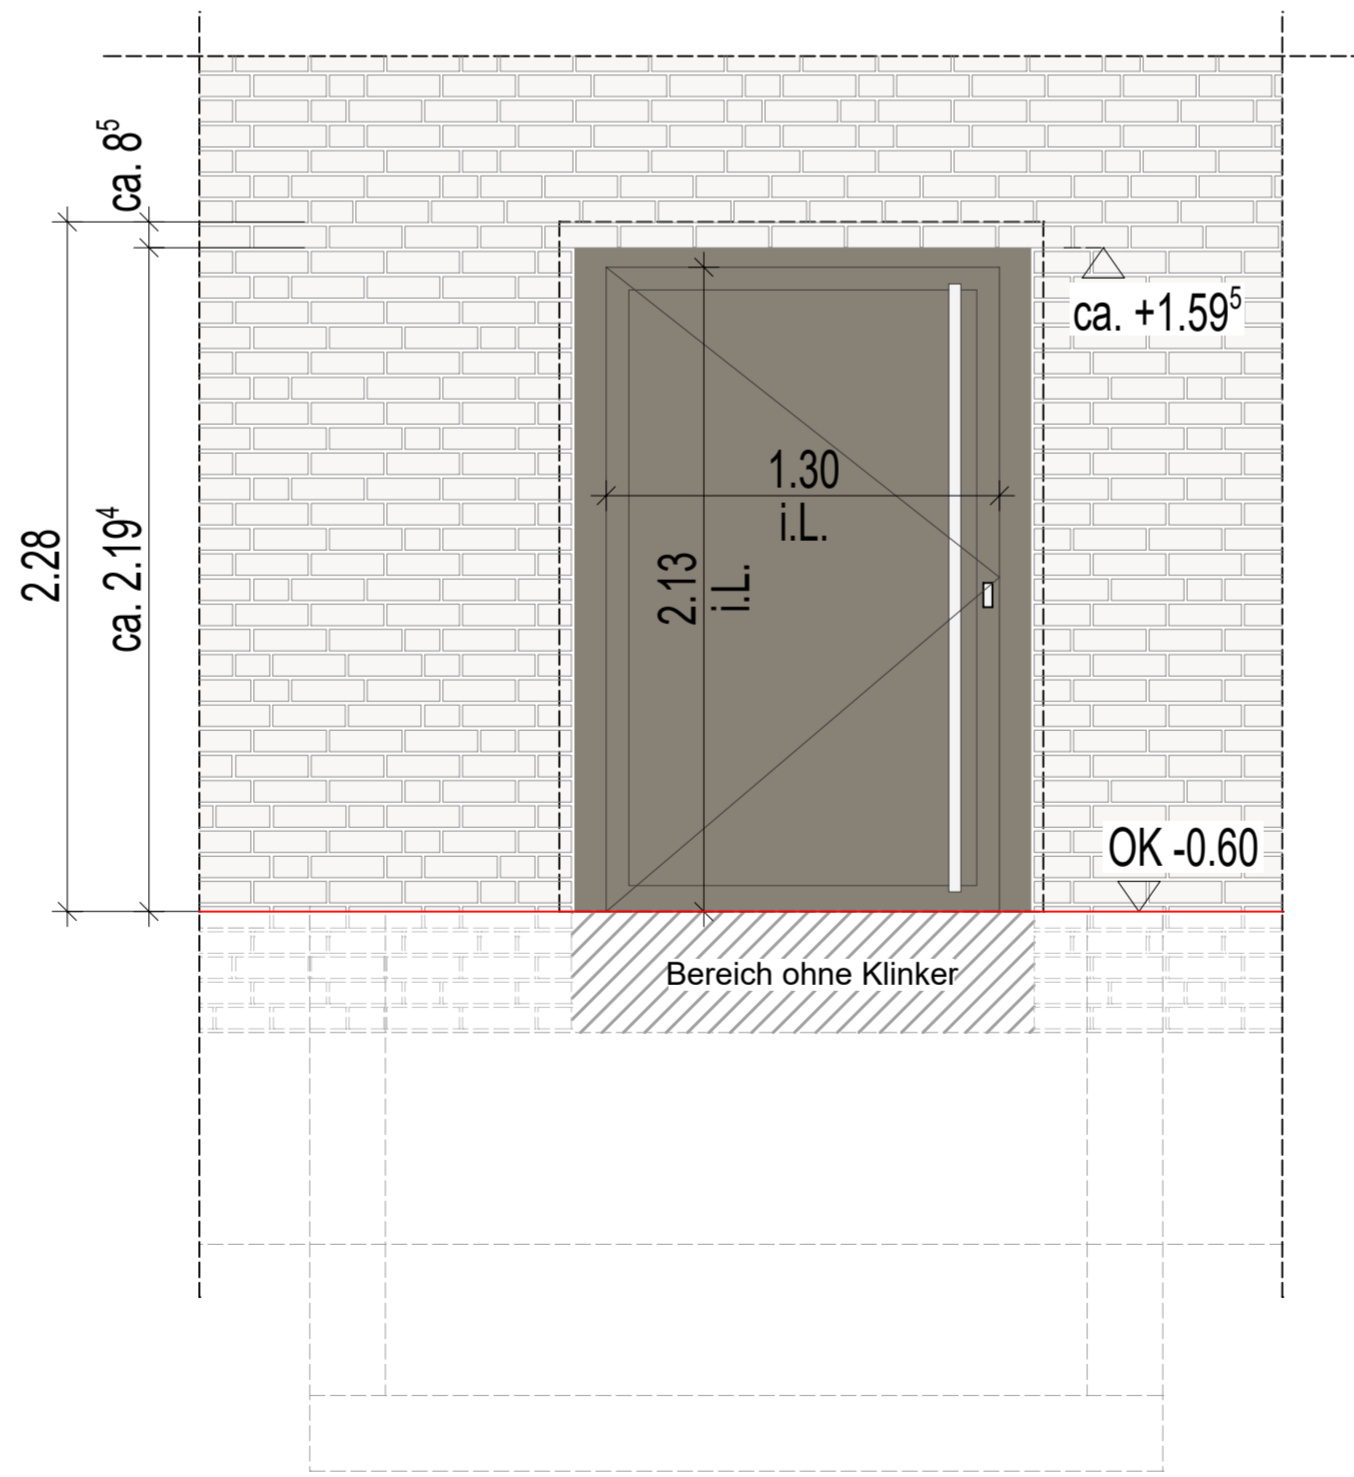 ca. 8⁵
2.28
ca. 2.19⁴
ca. +1.59⁵
1.30
i.L.
2.13
i.L.
OK -0.60
Bereich ohne Klinker